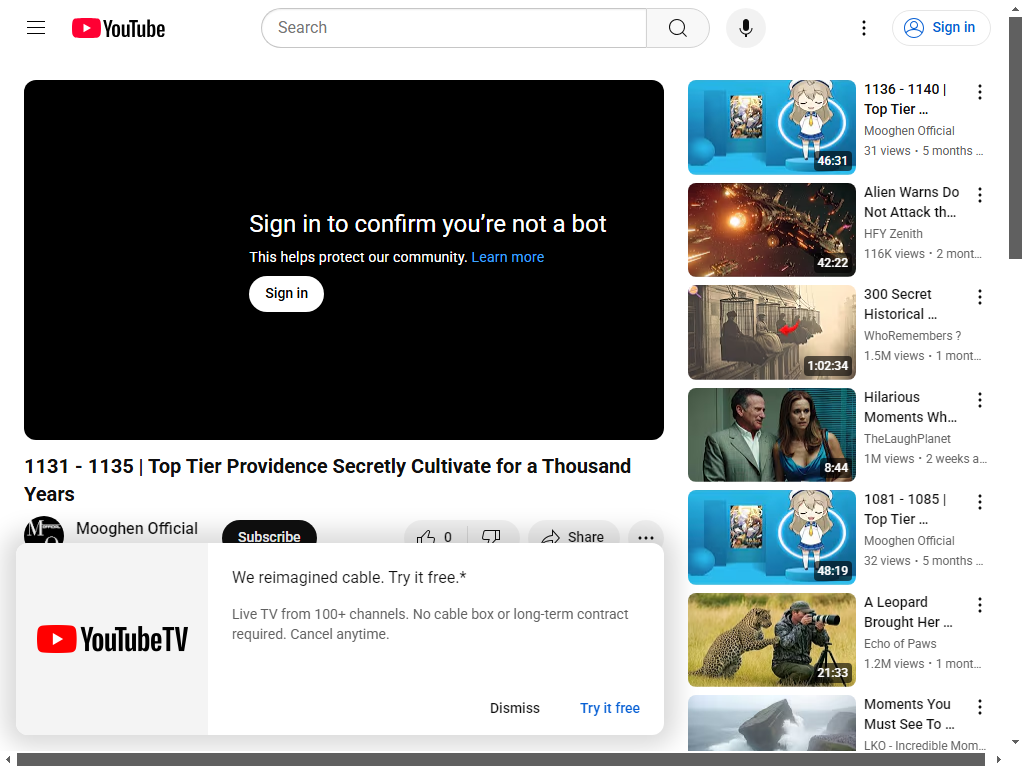 YouTube
Search
Sign in
Sign in to confirm you’re not a bot
This helps protect our community. Learn more
Sign in
1131 - 1135 | Top Tier Providence Secretly Cultivate for a Thousand
Years
Mooghen Official
Subscribe
0
Share
We reimagined cable. Try it free.*
Live TV from 100+ channels. No cable box or long-term contract
required. Cancel anytime.
YouTubeTV
Dismiss
Try it free
1136 - 1140 |
Top Tier ...
Mooghen Official
31 views • 5 months ...
46:31
Alien Warns Do
Not Attack th...
HFY Zenith
116K views • 2 mont...
42:22
300 Secret
Historical ...
WhoRemembers ?
1.5M views • 1 mont...
1:02:34
Hilarious
Moments Wh...
TheLaughPlanet
1M views • 2 weeks a...
8:44
1081 - 1085 |
Top Tier ...
Mooghen Official
32 views • 5 months ...
48:19
A Leopard
Brought Her ...
Echo of Paws
1.2M views • 1 mont...
21:33
Moments You
Must See To ...
LKO - Incredible Mom...